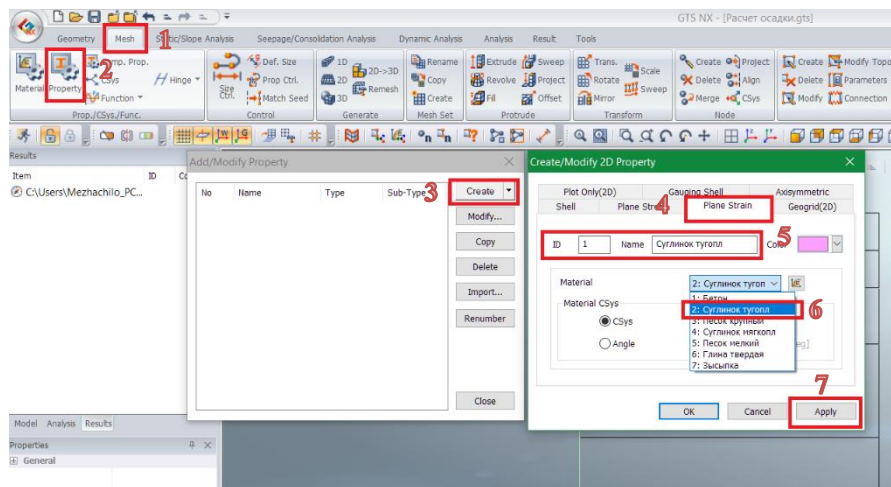 GTS NX - [Расчет осадки.gts]
Geometry Mesh 1 Static/Slope Analysis Seepage/Consolidation Analysis Dynamic Analysis Analysis Result Tools
2 Comp. Prop. Def. Size 1D Rename Extrude Sweep Trans. Create Project Create Modify Topo
Material Property CSys Hinge Size Ctrl. Prop Ctrl. 2D 2D->3D Copy Revolve Project Rotate Scale Delete Align Delete Parameters
Function Match Seed 3D Remesh Create Fill Offset Mirror Sweep Merge CSys Modify Connection
Prop./CSys./Func. Control Generate Mesh Set Protrude Transform Node
Results
Item ID Co
C:\Users\Mezhachilo_PC...
Add/Modify Property
No Name Type Sub-Type 3 Create
Modify...
Copy
Delete
Import...
Renumber
Close
Create/Modify 2D Property
Plot Only(2D) Gauging Shell Axisymmetric
Shell Plane Stress 4 Plane Strain Geogrid(2D)
ID 1 Name Суглинок тугопл Color 5
Material 2: Суглинок тугоп
Material CSys
1: Бетон
2: Суглинок тугопл 6
CSys
3: Песок крупный
4: Суглинок мягкопл
Angle
5: Песок мелкий
6: Глина твердая
7: Зысыпка
7
OK Cancel Apply
Model Analysis Results
Properties
General